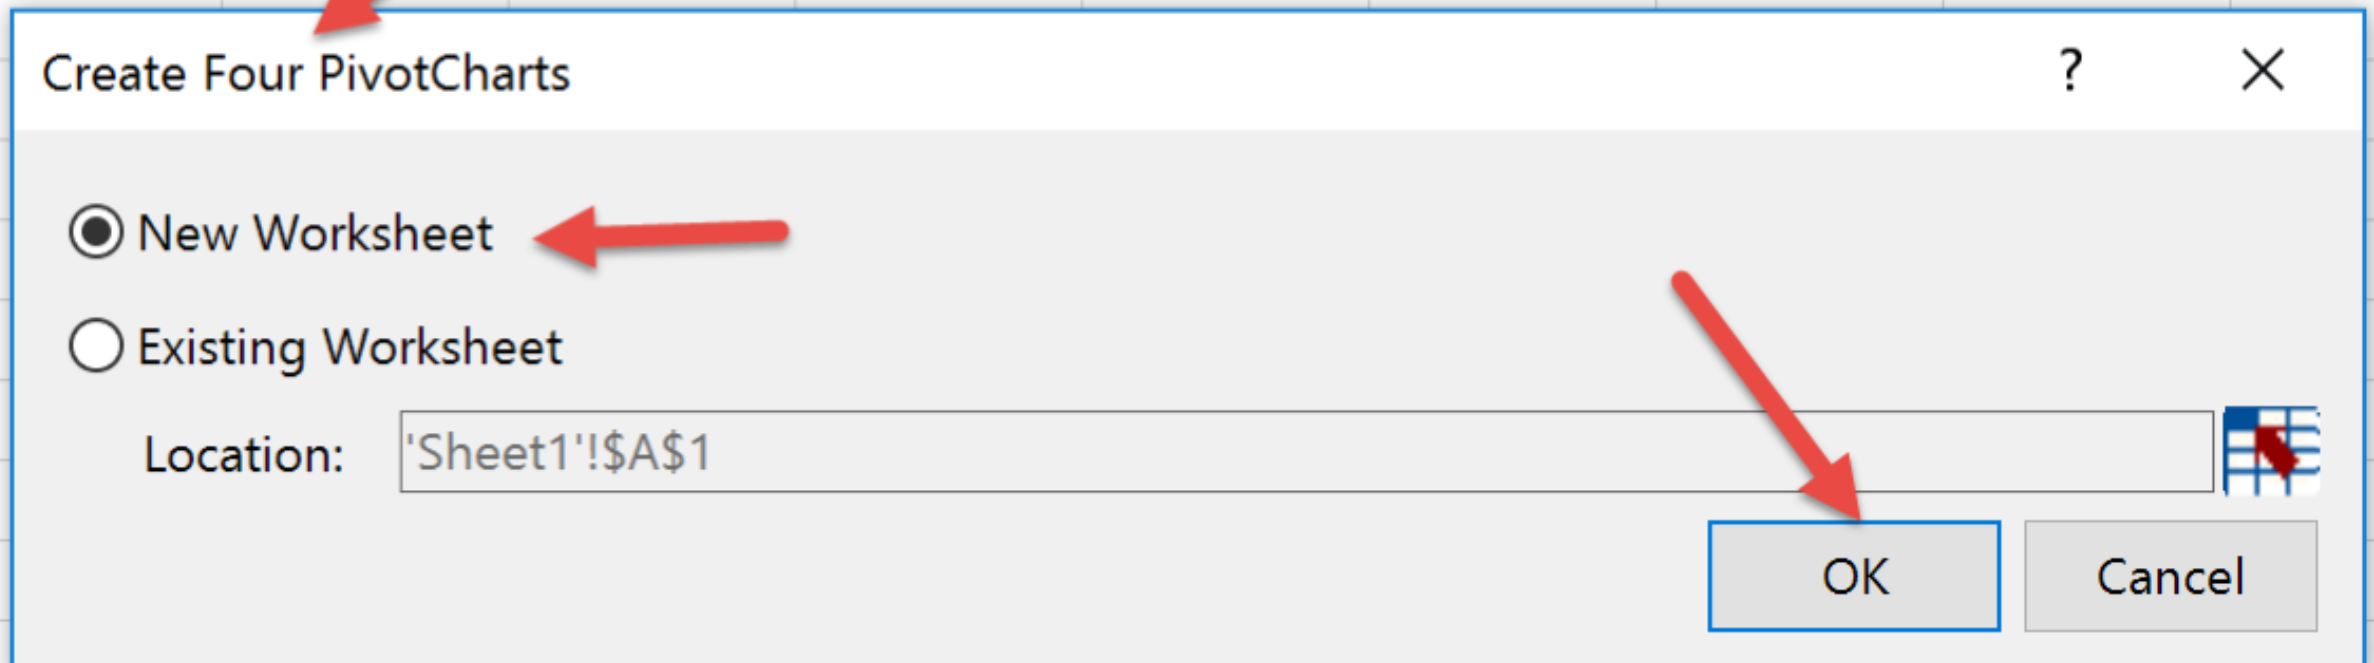 Create Four PivotCharts ?
New Worksheet
Existing Worksheet
Location: 'Sheet1'!$A$1
OK Cancel